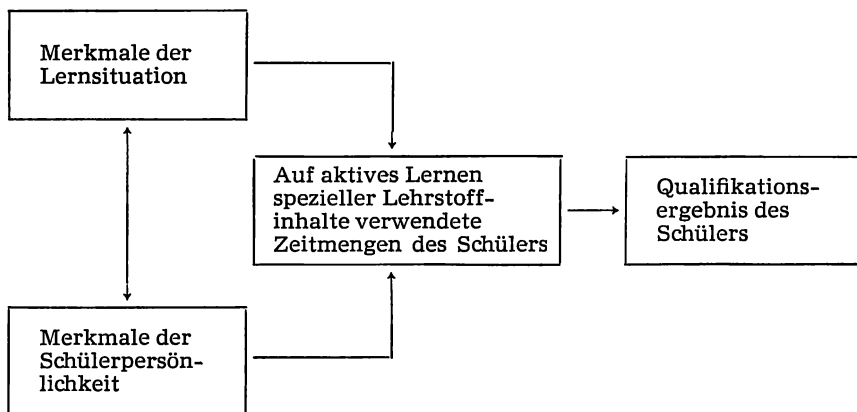 Merkmale der
Lernsituation
Auf aktives Lernen
spezieller Lehrstoff-
inhalte verwendete
Zeitmengen des Schülers
Qualifikations-
ergebnis des
Schülers
Merkmale der
Schülerpersön-
lichkeit